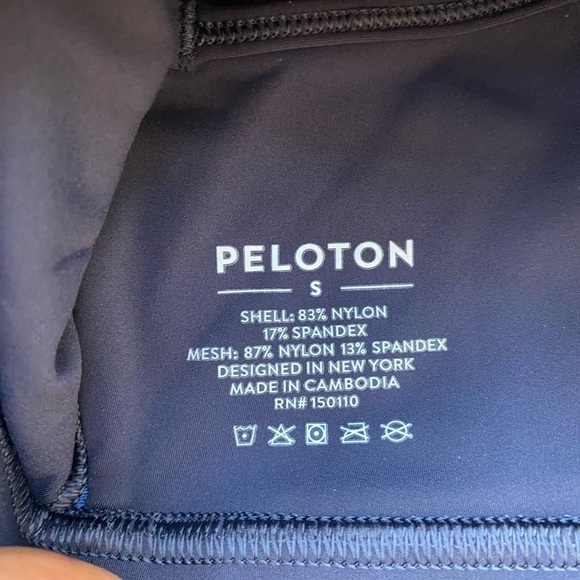 PELOTON
S
SHELL: 83% NYLON
17% SPANDEX
MESH: 87% NYLON 13% SPANDEX
DESIGNED IN NEW YORK
MADE IN CAMBODIA
RN# 150110